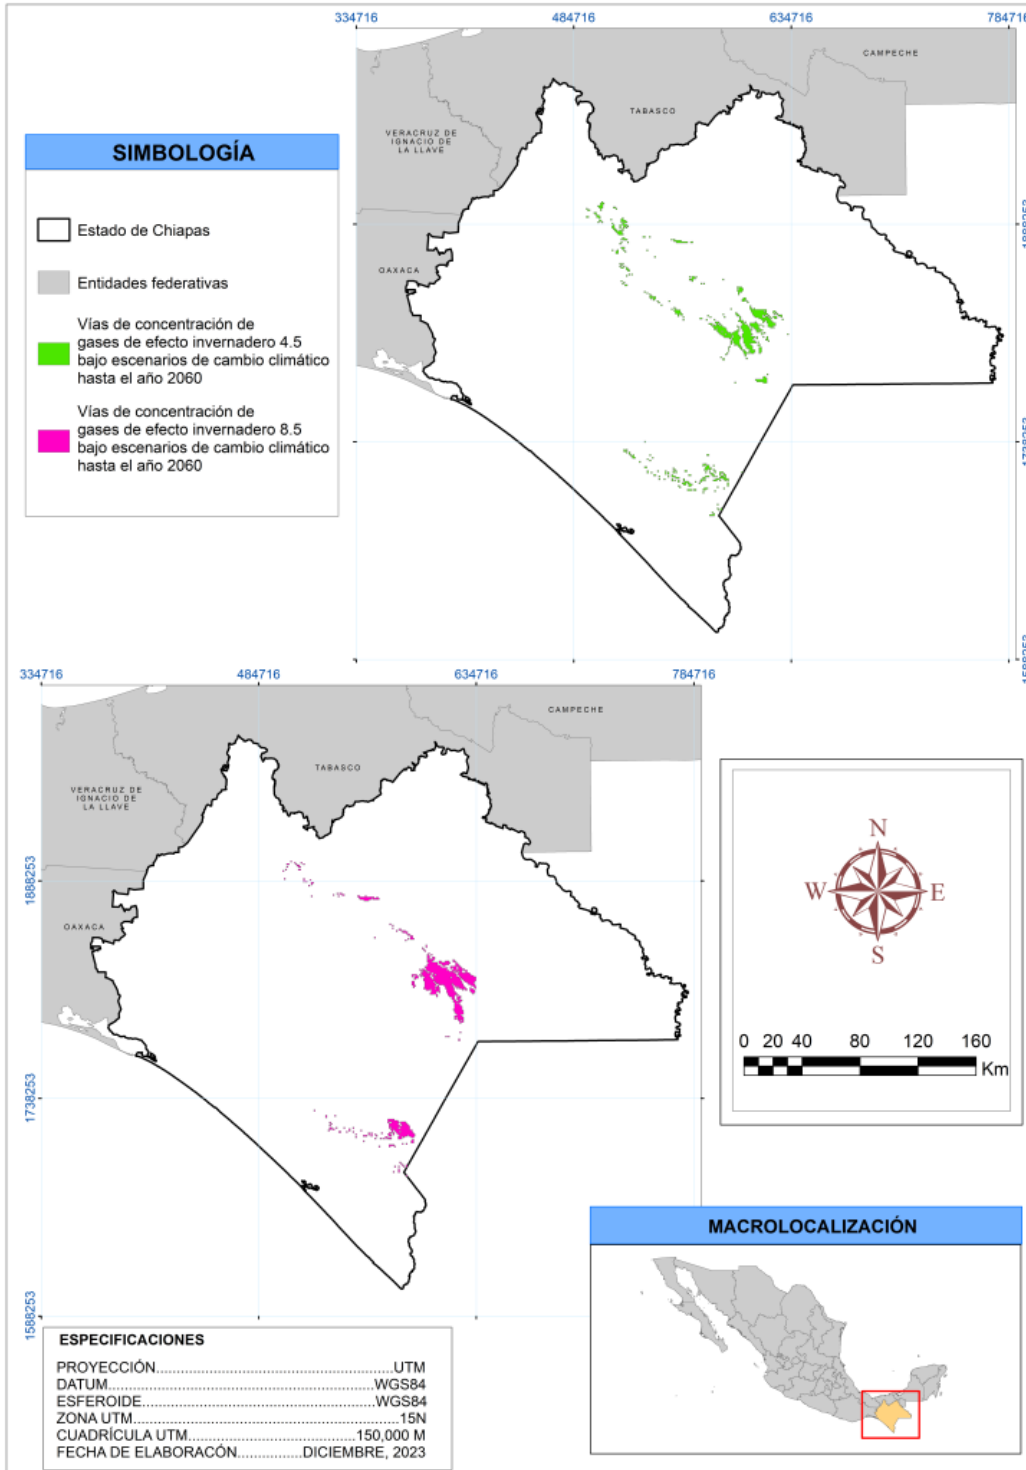 334716
484716
634716
784716
CAMPECHE
TABASCO
VERACRUZ DE
IGNACIO DE
LA LLAVE
OAXACA
1888253
1738253
1588253
SIMBOLOGÍA
Estado de Chiapas
Entidades federativas
Vías de concentración de
gases de efecto invernadero 4.5
bajo escenarios de cambio climático
hasta el año 2060
Vías de concentración de
gases de efecto invernadero 8.5
bajo escenarios de cambio climático
hasta el año 2060
334716
484716
634716
784716
CAMPECHE
TABASCO
VERACRUZ DE
IGNACIO DE
LA LLAVE
OAXACA
1888253
1738253
1588253
N
W E
S
0 20 40 80 120 160
Km
MACROLOCALIZACIÓN
ESPECIFICACIONES
PROYECCIÓN..........................................UTM
DATUM..............................................WGS84
ESFEROIDE.......................................WGS84
ZONA UTM..............................................15N
CUADRÍCULA UTM.........................150,000 M
FECHA DE ELABORACÓN.............DICIEMBRE, 2023